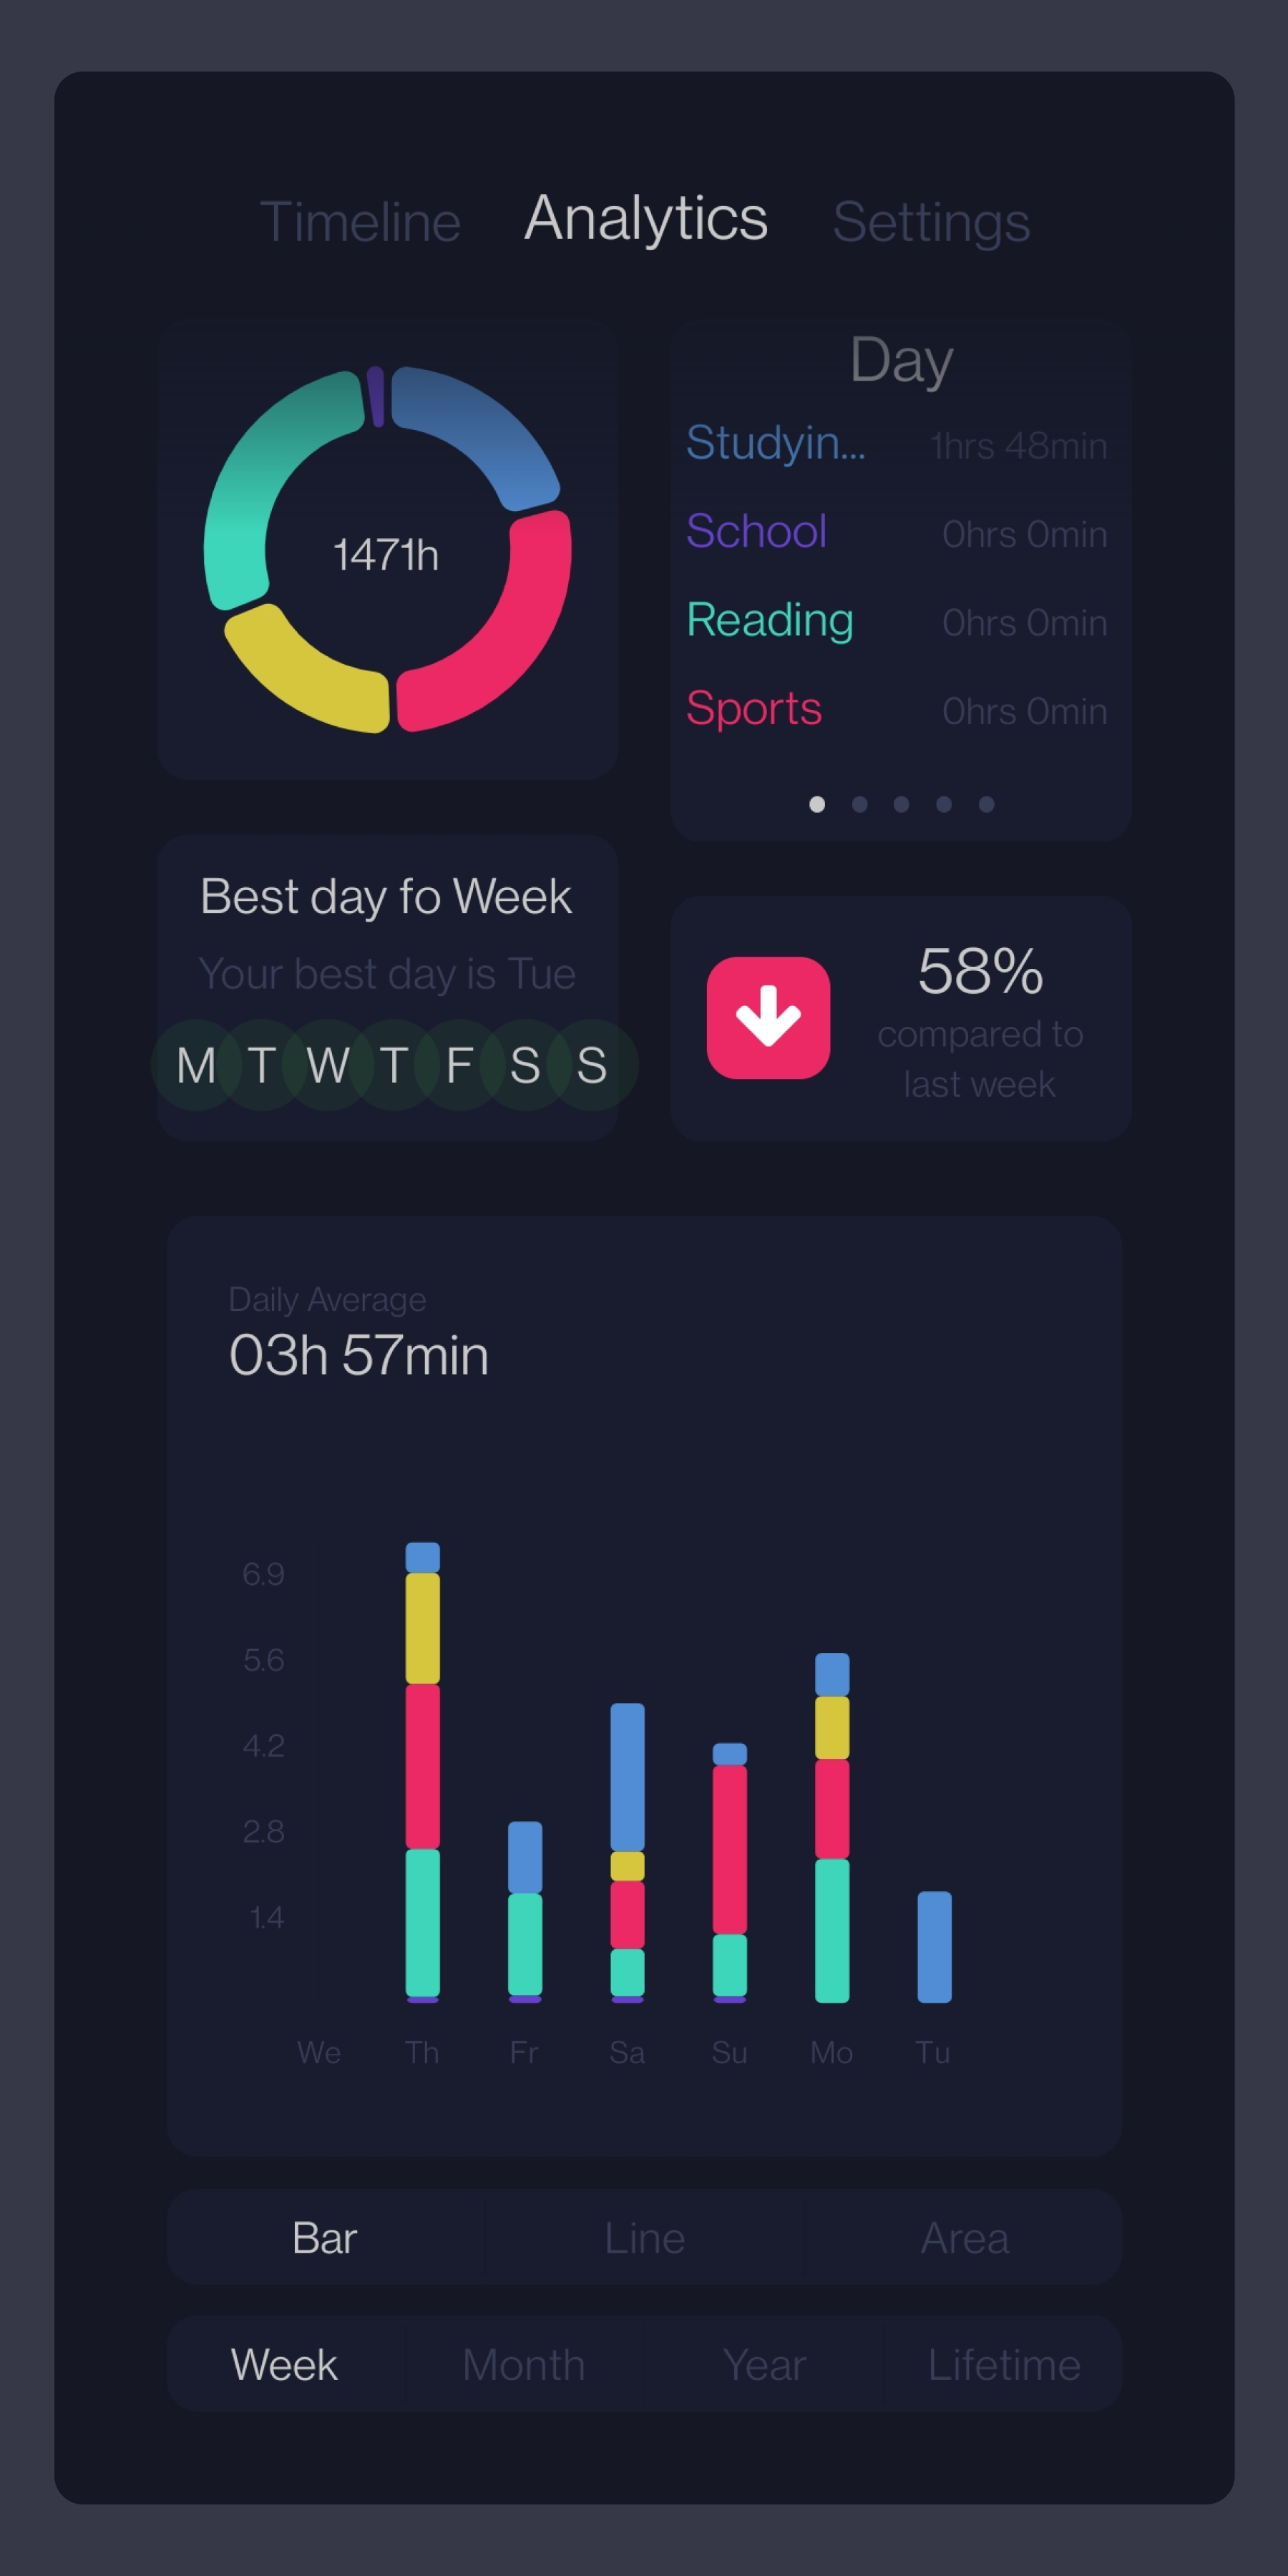 Timeline Analytics Settings
1471h
Day
Studyin... 1hrs 48min
School 0hrs 0min
Reading 0hrs 0min
Sports 0hrs 0min
Best day fo Week
Your best day is Tue
M T W T F S S
58%
compared to
last week
Daily Average
03h 57min
6.9
5.6
4.2
2.8
1.4
We Th Fr Sa Su Mo Tu
Bar Line Area
Week Month Year Lifetime